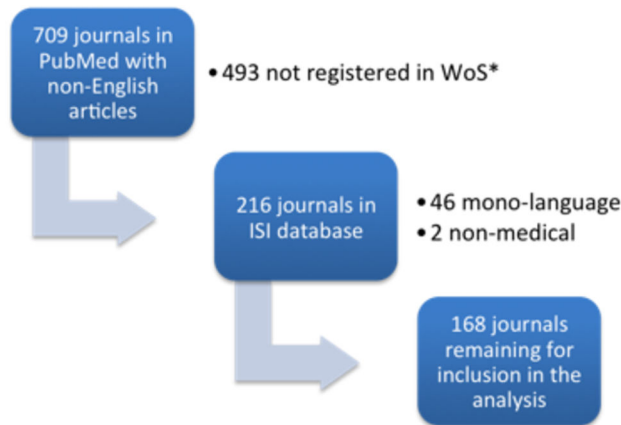 709 journals in
PubMed with
non-English
articles
• 493 not registered in WoS*
216 journals in
ISI database
• 46 mono-language
• 2 non-medical
168 journals
remaining for
inclusion in the
analysis